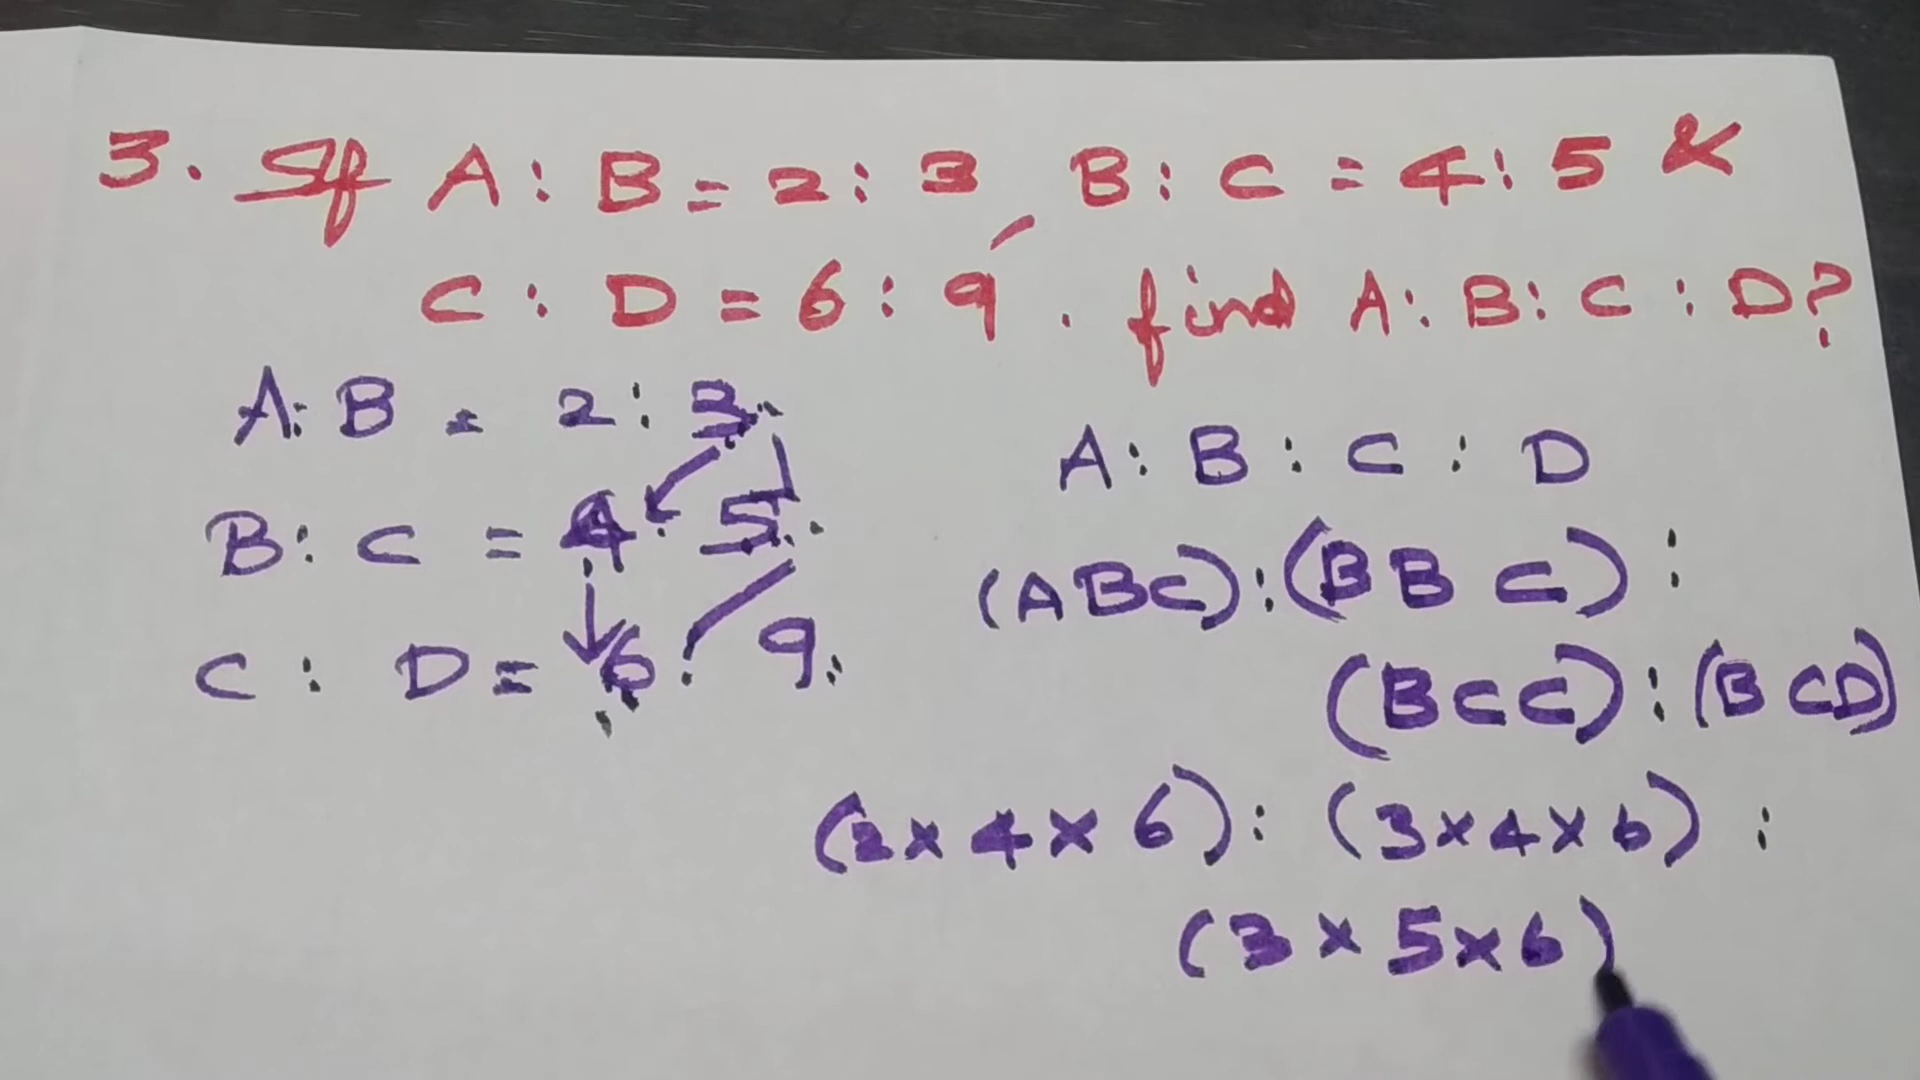 3. If A : B = 2 : 3 B : C = 4 : 5 &
C : D = 6 : 9 . find A : B : C : D ?
A : B = 2 : 3
B : C = 4 : 5
C : D = 6 : 9
A : B : C : D
(ABC) : (BBC) :
(BCC) : (BCD)
(2 x 4 x 6) : (3 x 4 x 6) :
(3 x 5 x 6)